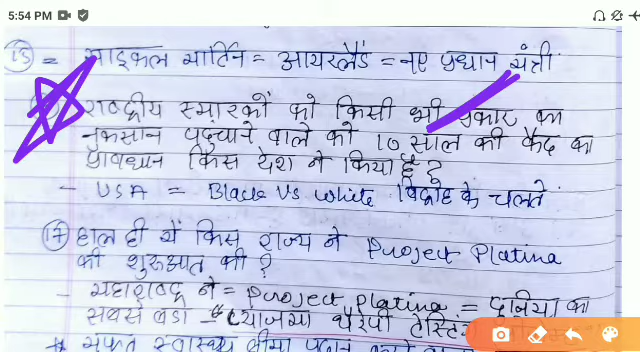 5:54 PM
15 = माइकल मार्टिन = आयरलैंड = नए प्रधान मंत्री
राष्ट्रीय स्मारकों को किसी भी प्रकार का
नुकसान पहुचाने वाले को 10 साल की कैद का
प्रावधान किस देश ने किया है?
- USA = Black Vs White विद्रोह के चलते
17 हाल ही में किस राज्य ने Project Platina
की शुरुआत की?
- महाराष्ट्र ने = Project Platina = दुनिया का
सबसे बडा प्लाजमा थैरेपी
मुफ्त स्वास्थ्य बीमा